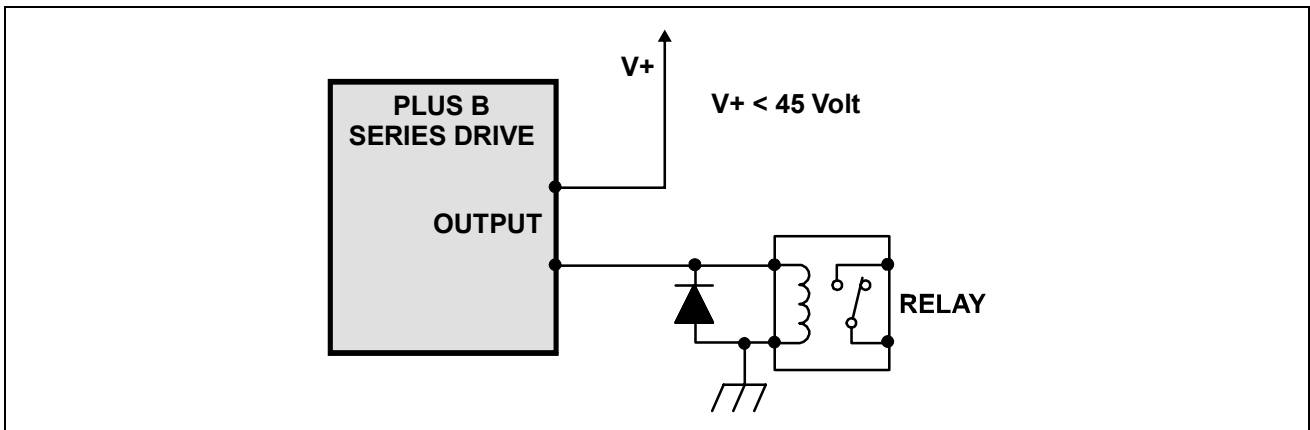 V+
V+ < 45 Volt
PLUS B
SERIES DRIVE
OUTPUT
RELAY